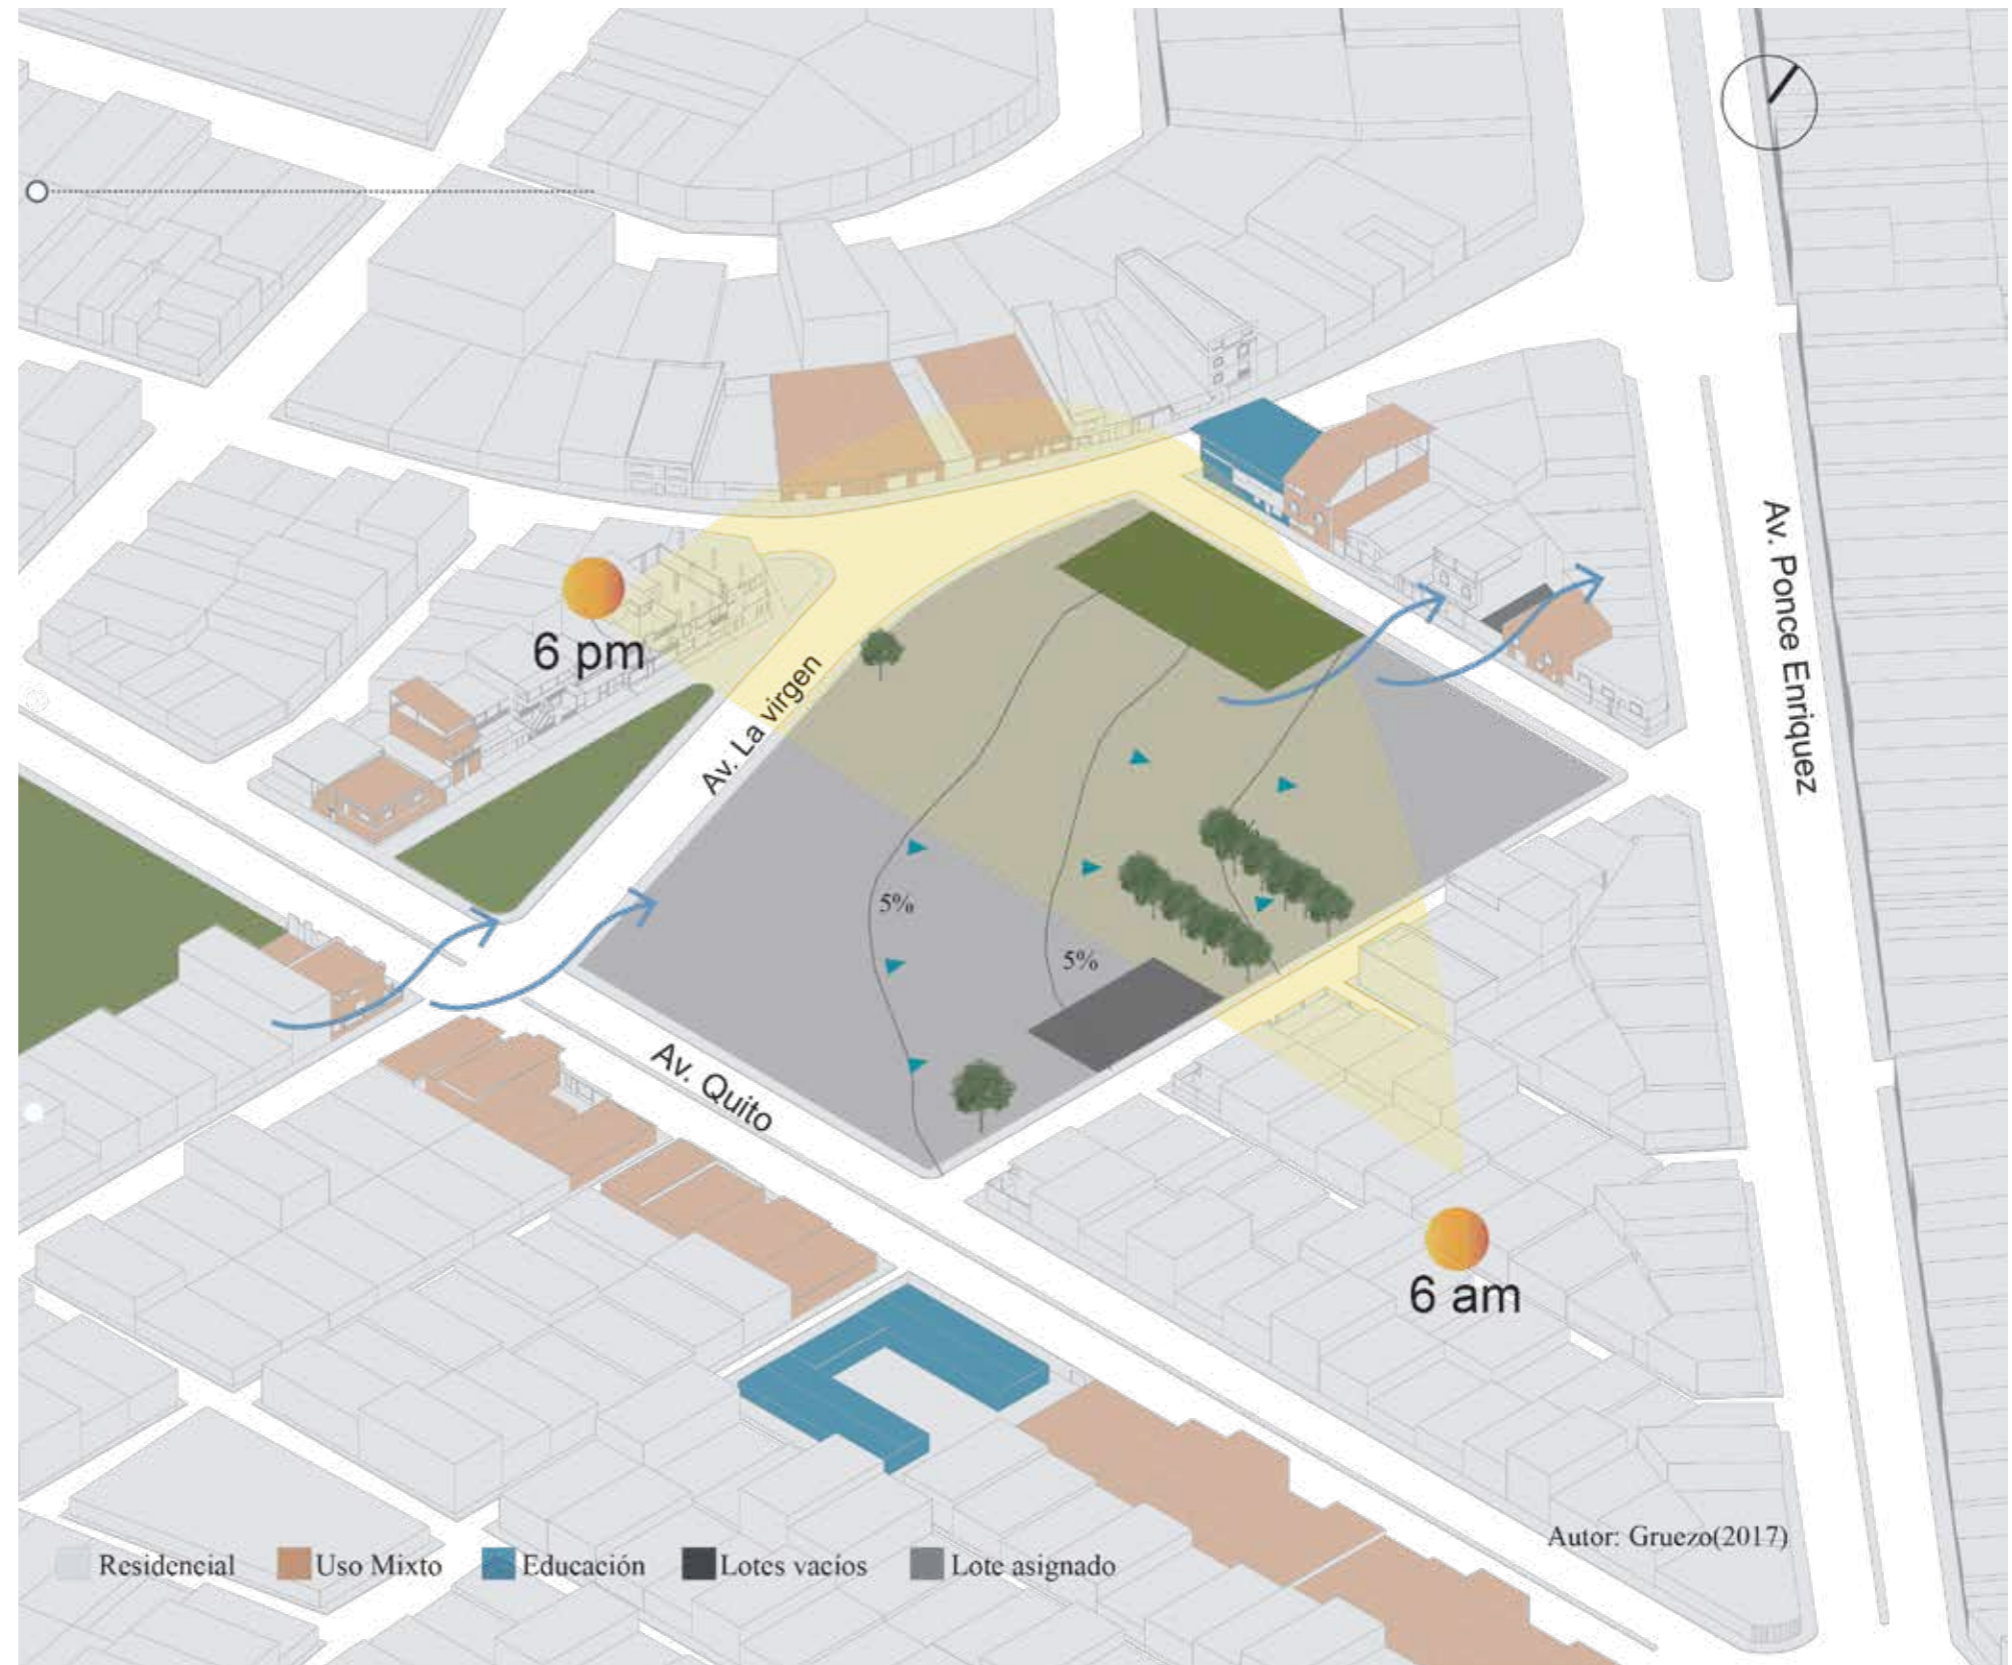 Av. Ponce Enriquez
6 pm
Av. La virgen
5%
5%
Av. Quito
6 am
Autor: Gruezo(2017)
Residencial
Uso Mixto
Educación
Lotes vacíos
Lote asignado